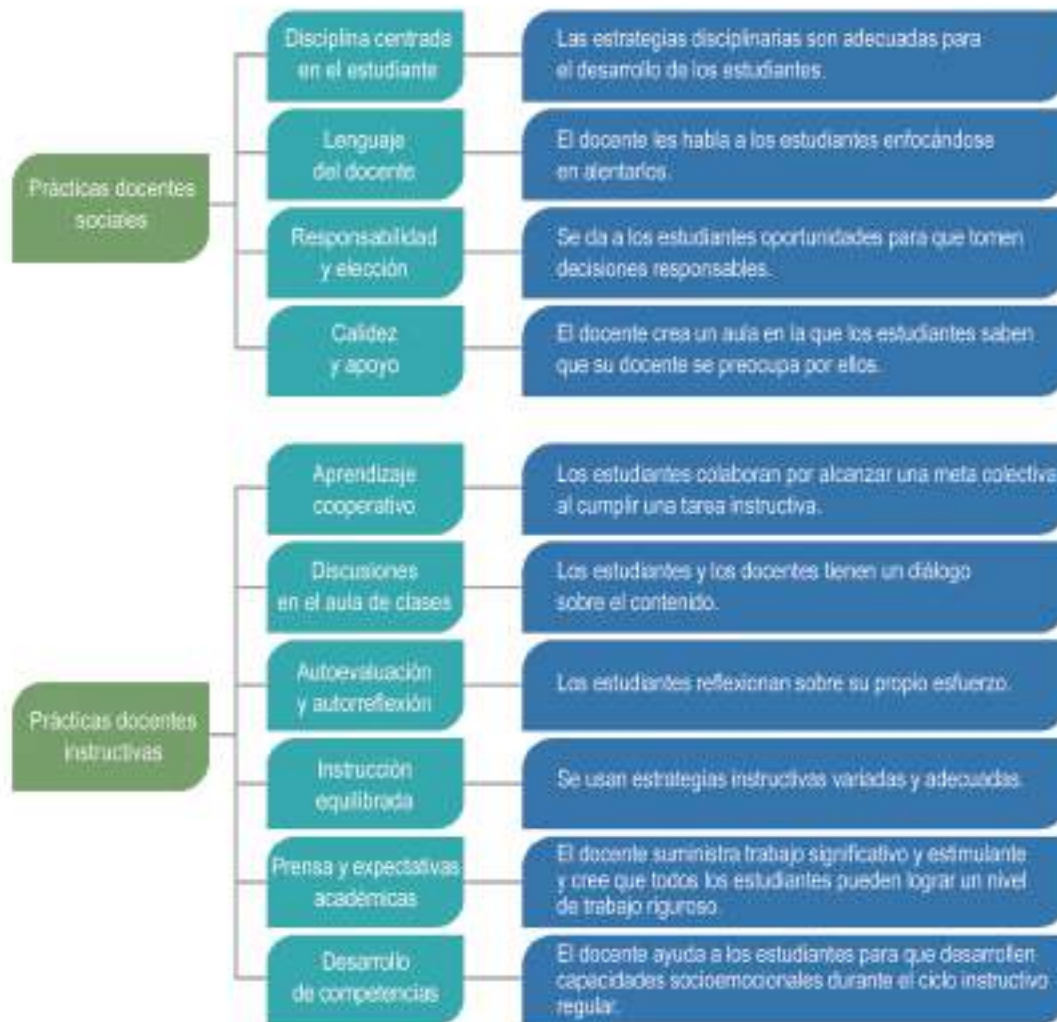 Prácticas docentes
sociales
Disciplina centrada
en el estudiante
Las estrategias disciplinarias son adecuadas para
el desarrollo de los estudiantes.
Lenguaje
del docente
El docente les habla a los estudiantes enfocándose
en alentarlos.
Responsabilidad
y elección
Se da a los estudiantes oportunidades para que tomen
decisiones responsables.
Calidez
y apoyo
El docente crea un aula en la que los estudiantes saben
que su docente se preocupa por ellos.
Prácticas docentes
instructivas
Aprendizaje
cooperativo
Los estudiantes colaboran por alcanzar una meta colectiva
al cumplir una tarea instructiva.
Discusiones
en el aula de clases
Los estudiantes y los docentes tienen un diálogo
sobre el contenido.
Autoevaluación
y autorreflexión
Los estudiantes reflexionan sobre su propio esfuerzo.
Instrucción
equilibrada
Se usan estrategias instructivas variadas y adecuadas.
Prensa y expectativas
académicas
El docente suministra trabajo significativo y estimulante
y cree que todos los estudiantes pueden lograr un nivel
de trabajo riguroso.
Desarrollo
de competencias
El docente ayuda a los estudiantes para que desarrollen
capacidades socioemocionales durante el ciclo instructivo
regular.